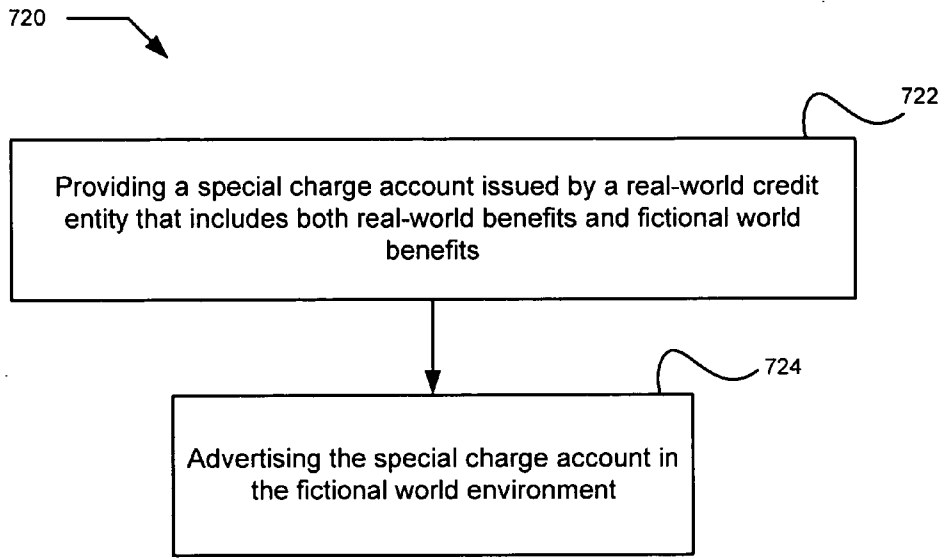 720
722
Providing a special charge account issued by a real-world credit
entity that includes both real-world benefits and fictional world
benefits
724
Advertising the special charge account in
the fictional world environment